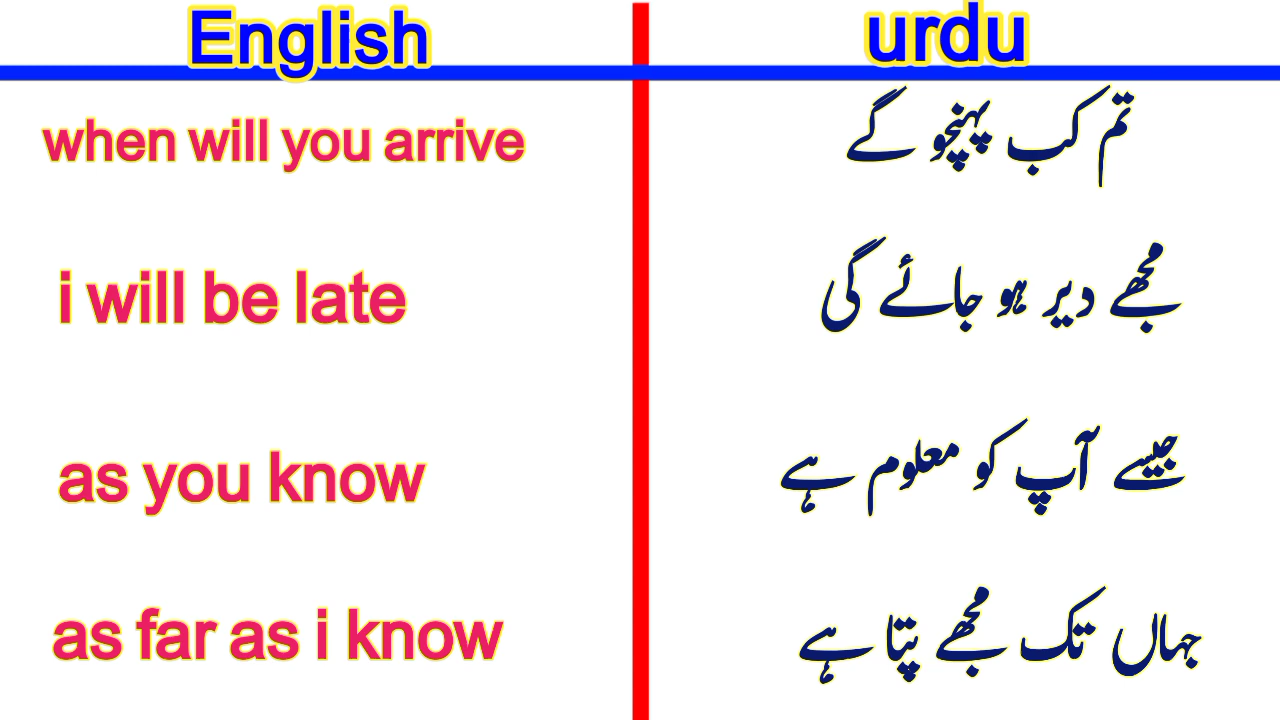 English urdu
when will you arrive تم کب پہنچو گے
i will be late مجھے دیر ہو جائے گی
as you know جیسے آپ کو معلوم ہے
as far as i know جہاں تک مجھے پتا ہے